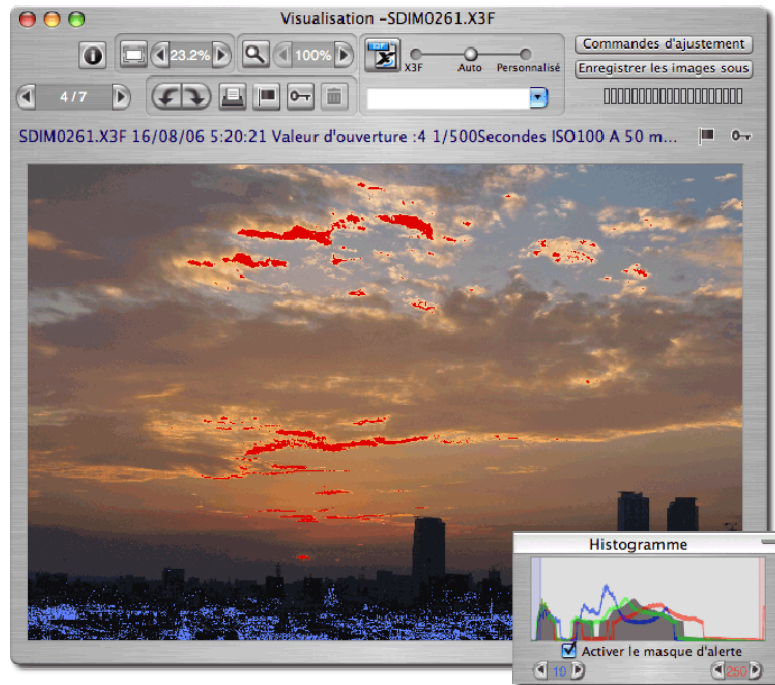 Visualisation -SDIM0261.X3F
23.2%
100%
X3F
Auto
Personnalisé
Commandes d'ajustement
Enregistrer les images sous
4/7
SDIM0261.X3F 16/08/06 5:20:21 Valeur d'ouverture :4 1/500Secondes ISO100 A 50 m...
Histogramme
Activer le masque d'alerte
10
250